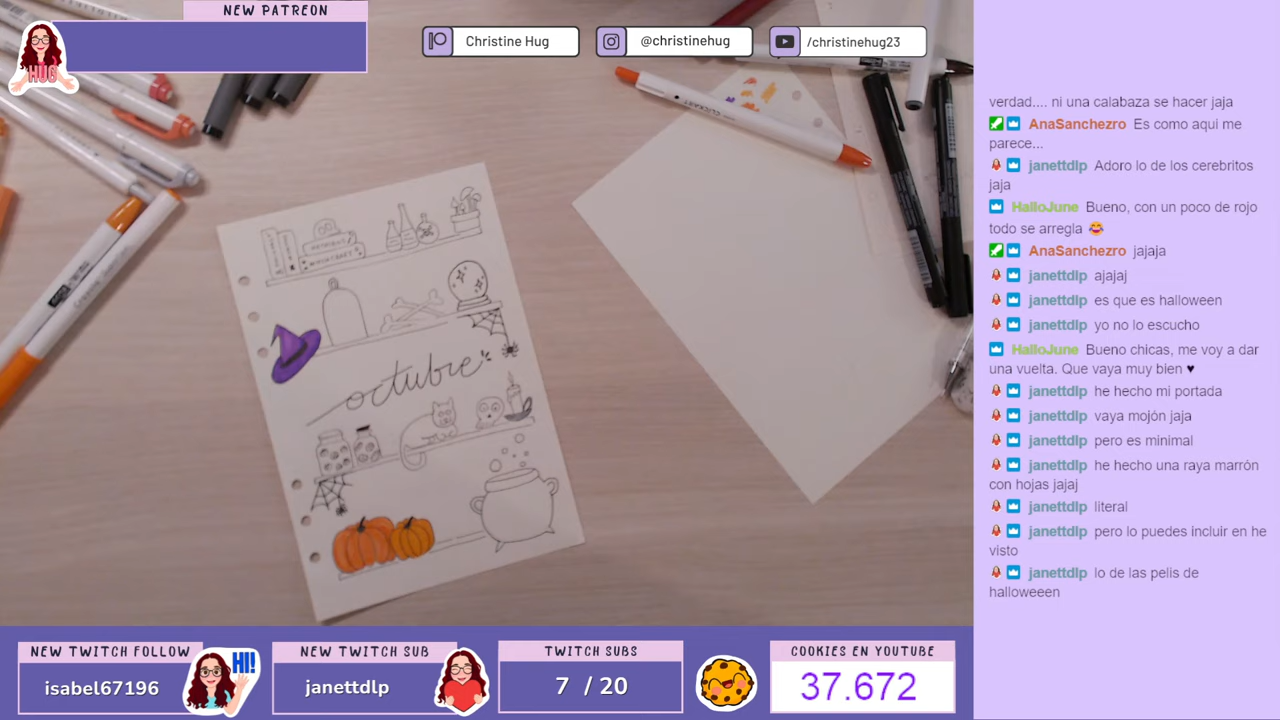 NEW PATREON
HUG
Christine Hug
@christinehug
/christinehug23
verdad.... ni una calabaza se hacer jaja
AnaSanchezro Es como aqui me
parece...
janettdlp Adoro lo de los cerebritos
jaja
HalloJune Bueno, con un poco de rojo
todo se arregla 😂
AnaSanchezro jajaja
janettdlp ajajaj
janettdlp es que es halloween
janettdlp yo no lo escucho
HalloJune Bueno chicas, me voy a dar
una vuelta. Que vaya muy bien ♥
janettdlp he hecho mi portada
janettdlp vaya mojón jaja
janettdlp pero es minimal
janettdlp he hecho una raya marrón
con hojas jajaj
janettdlp literal
janettdlp pero lo puedes incluir en he
visto
janettdlp lo de las pelis de
halloweeen
octubre
NEW TWITCH FOLLOW
isabel67196
HI!
NEW TWITCH SUB
janettdlp
TWITCH SUBS
7 / 20
COOKIES EN YOUTUBE
37.672